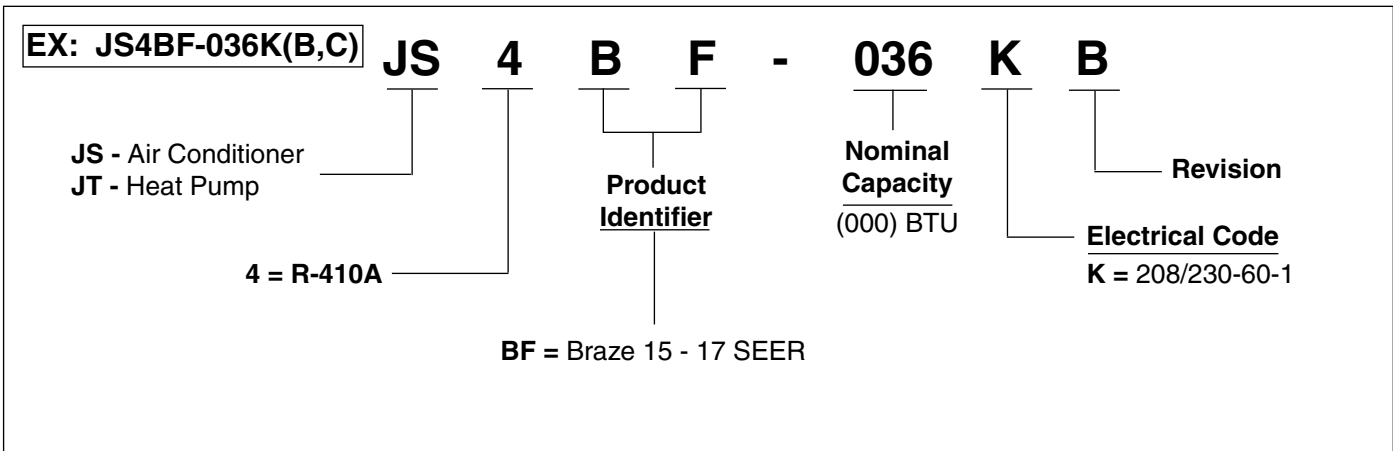 EX: JS4BF-036K(B,C)
JS 4 B F - 036 K B
JS - Air Conditioner
JT - Heat Pump
4 = R-410A
Product
Identifier
BF = Braze 15 - 17 SEER
Nominal
Capacity
(000) BTU
Revision
Electrical Code
K = 208/230-60-1